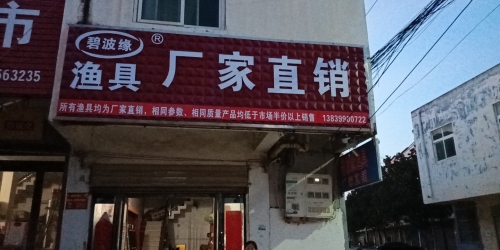 市
563235
碧波缘®
渔具 厂家直销
所有渔具均为厂家直销，相同参数、相同质量产品均低于市场半价以上销售 13839990722